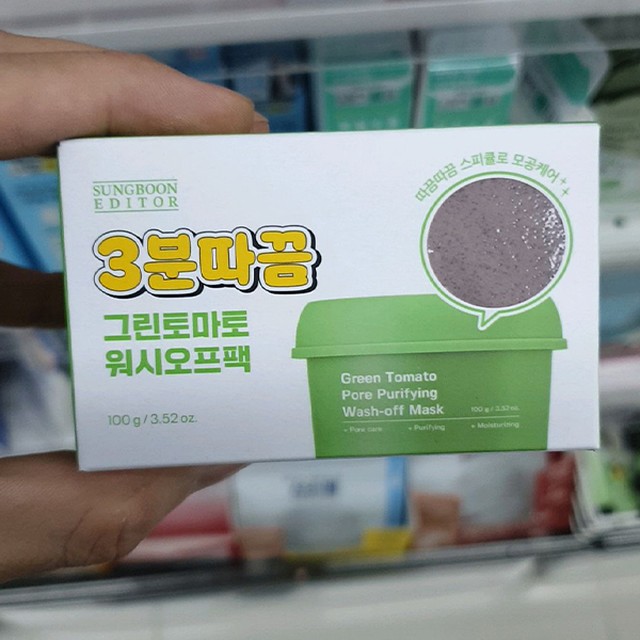 SUNGBOON
EDITOR
따끔따끔 스피큘로 모공케어++
3분따끔
그린토마토
워시오프팩
100 g / 3.52 oz.
Green Tomato
Pore Purifying
Wash-off Mask
100 g / 3.52 oz.
+ Pore care + Purifying + Moisturizing